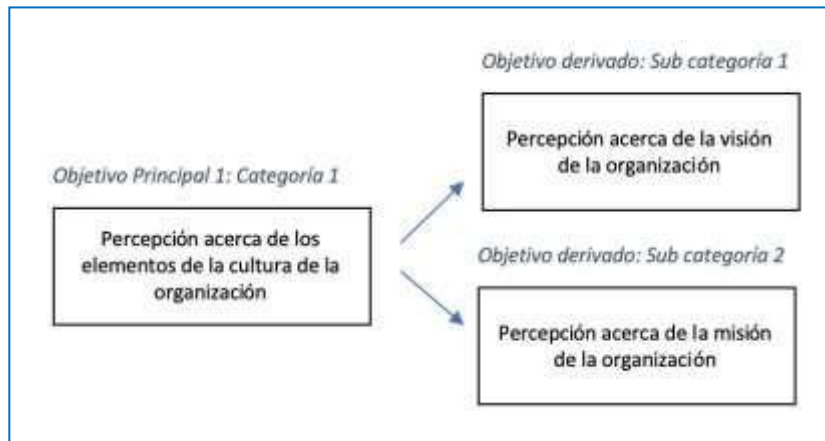 Objetivo derivado: Sub categoría 1
Percepción acerca de la visión
de la organización
Objetivo Principal 1: Categoría 1
Percepción acerca de los
elementos de la cultura de la
organización
Objetivo derivado: Sub categoría 2
Percepción acerca de la misión
de la organización